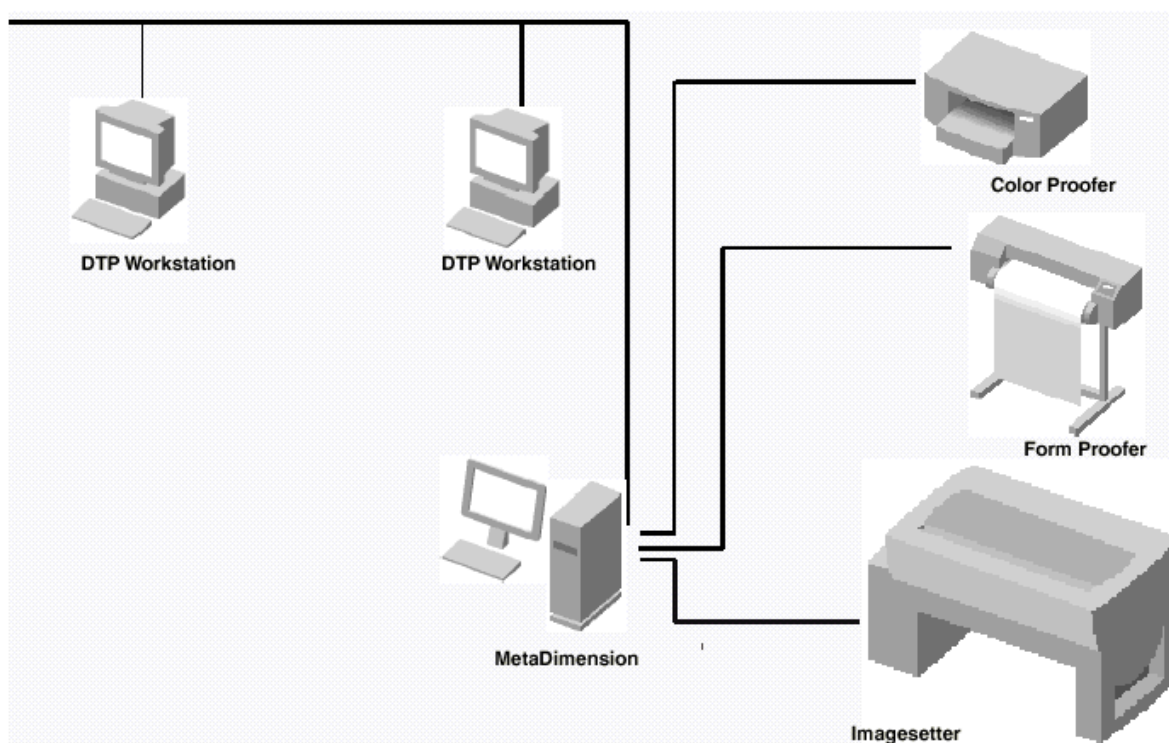 Color Proofer
DTP Workstation
DTP Workstation
Form Proofer
MetaDimension
Imagesetter